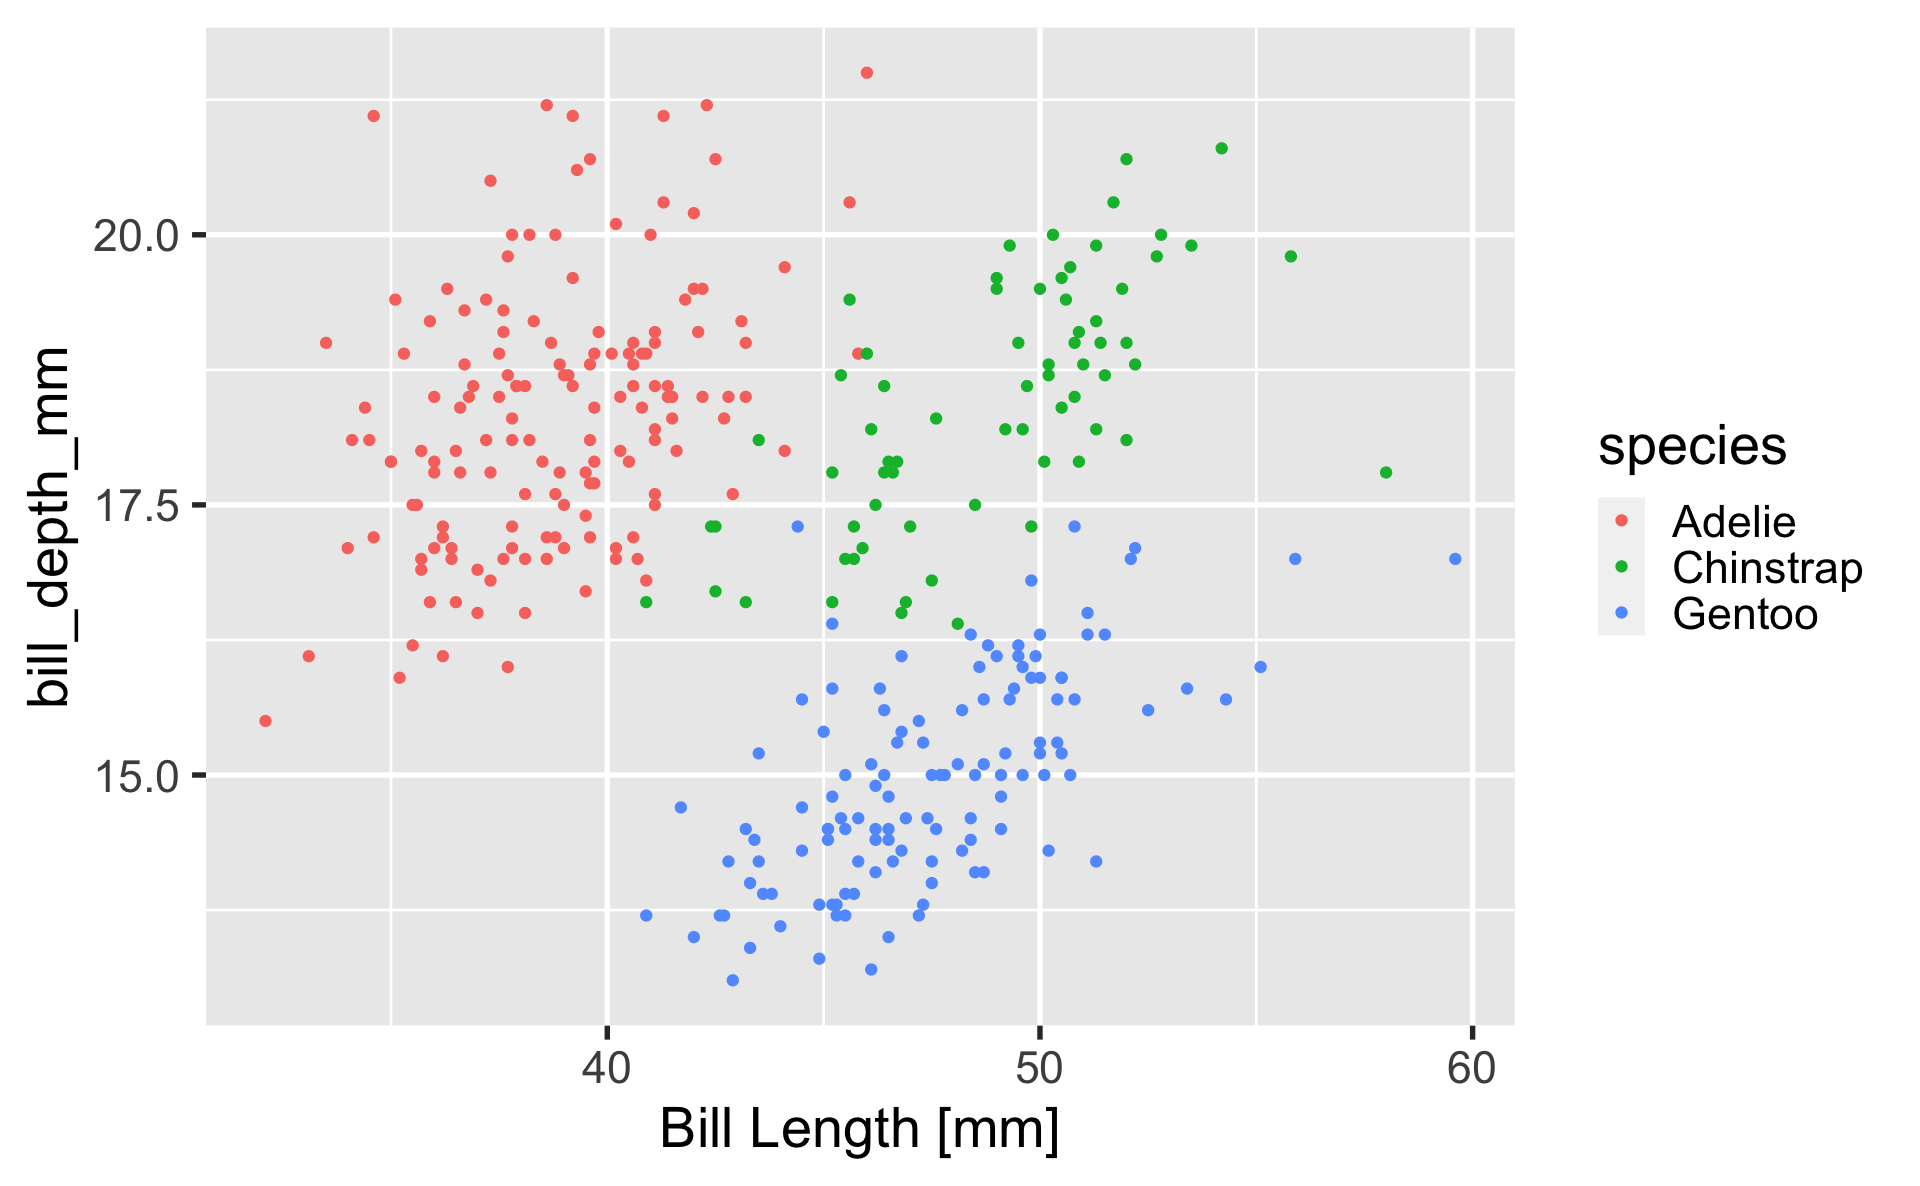 20.0
17.5
15.0
bill_depth_mm
40 50 60
Bill Length [mm]
species
Adelie
Chinstrap
Gentoo